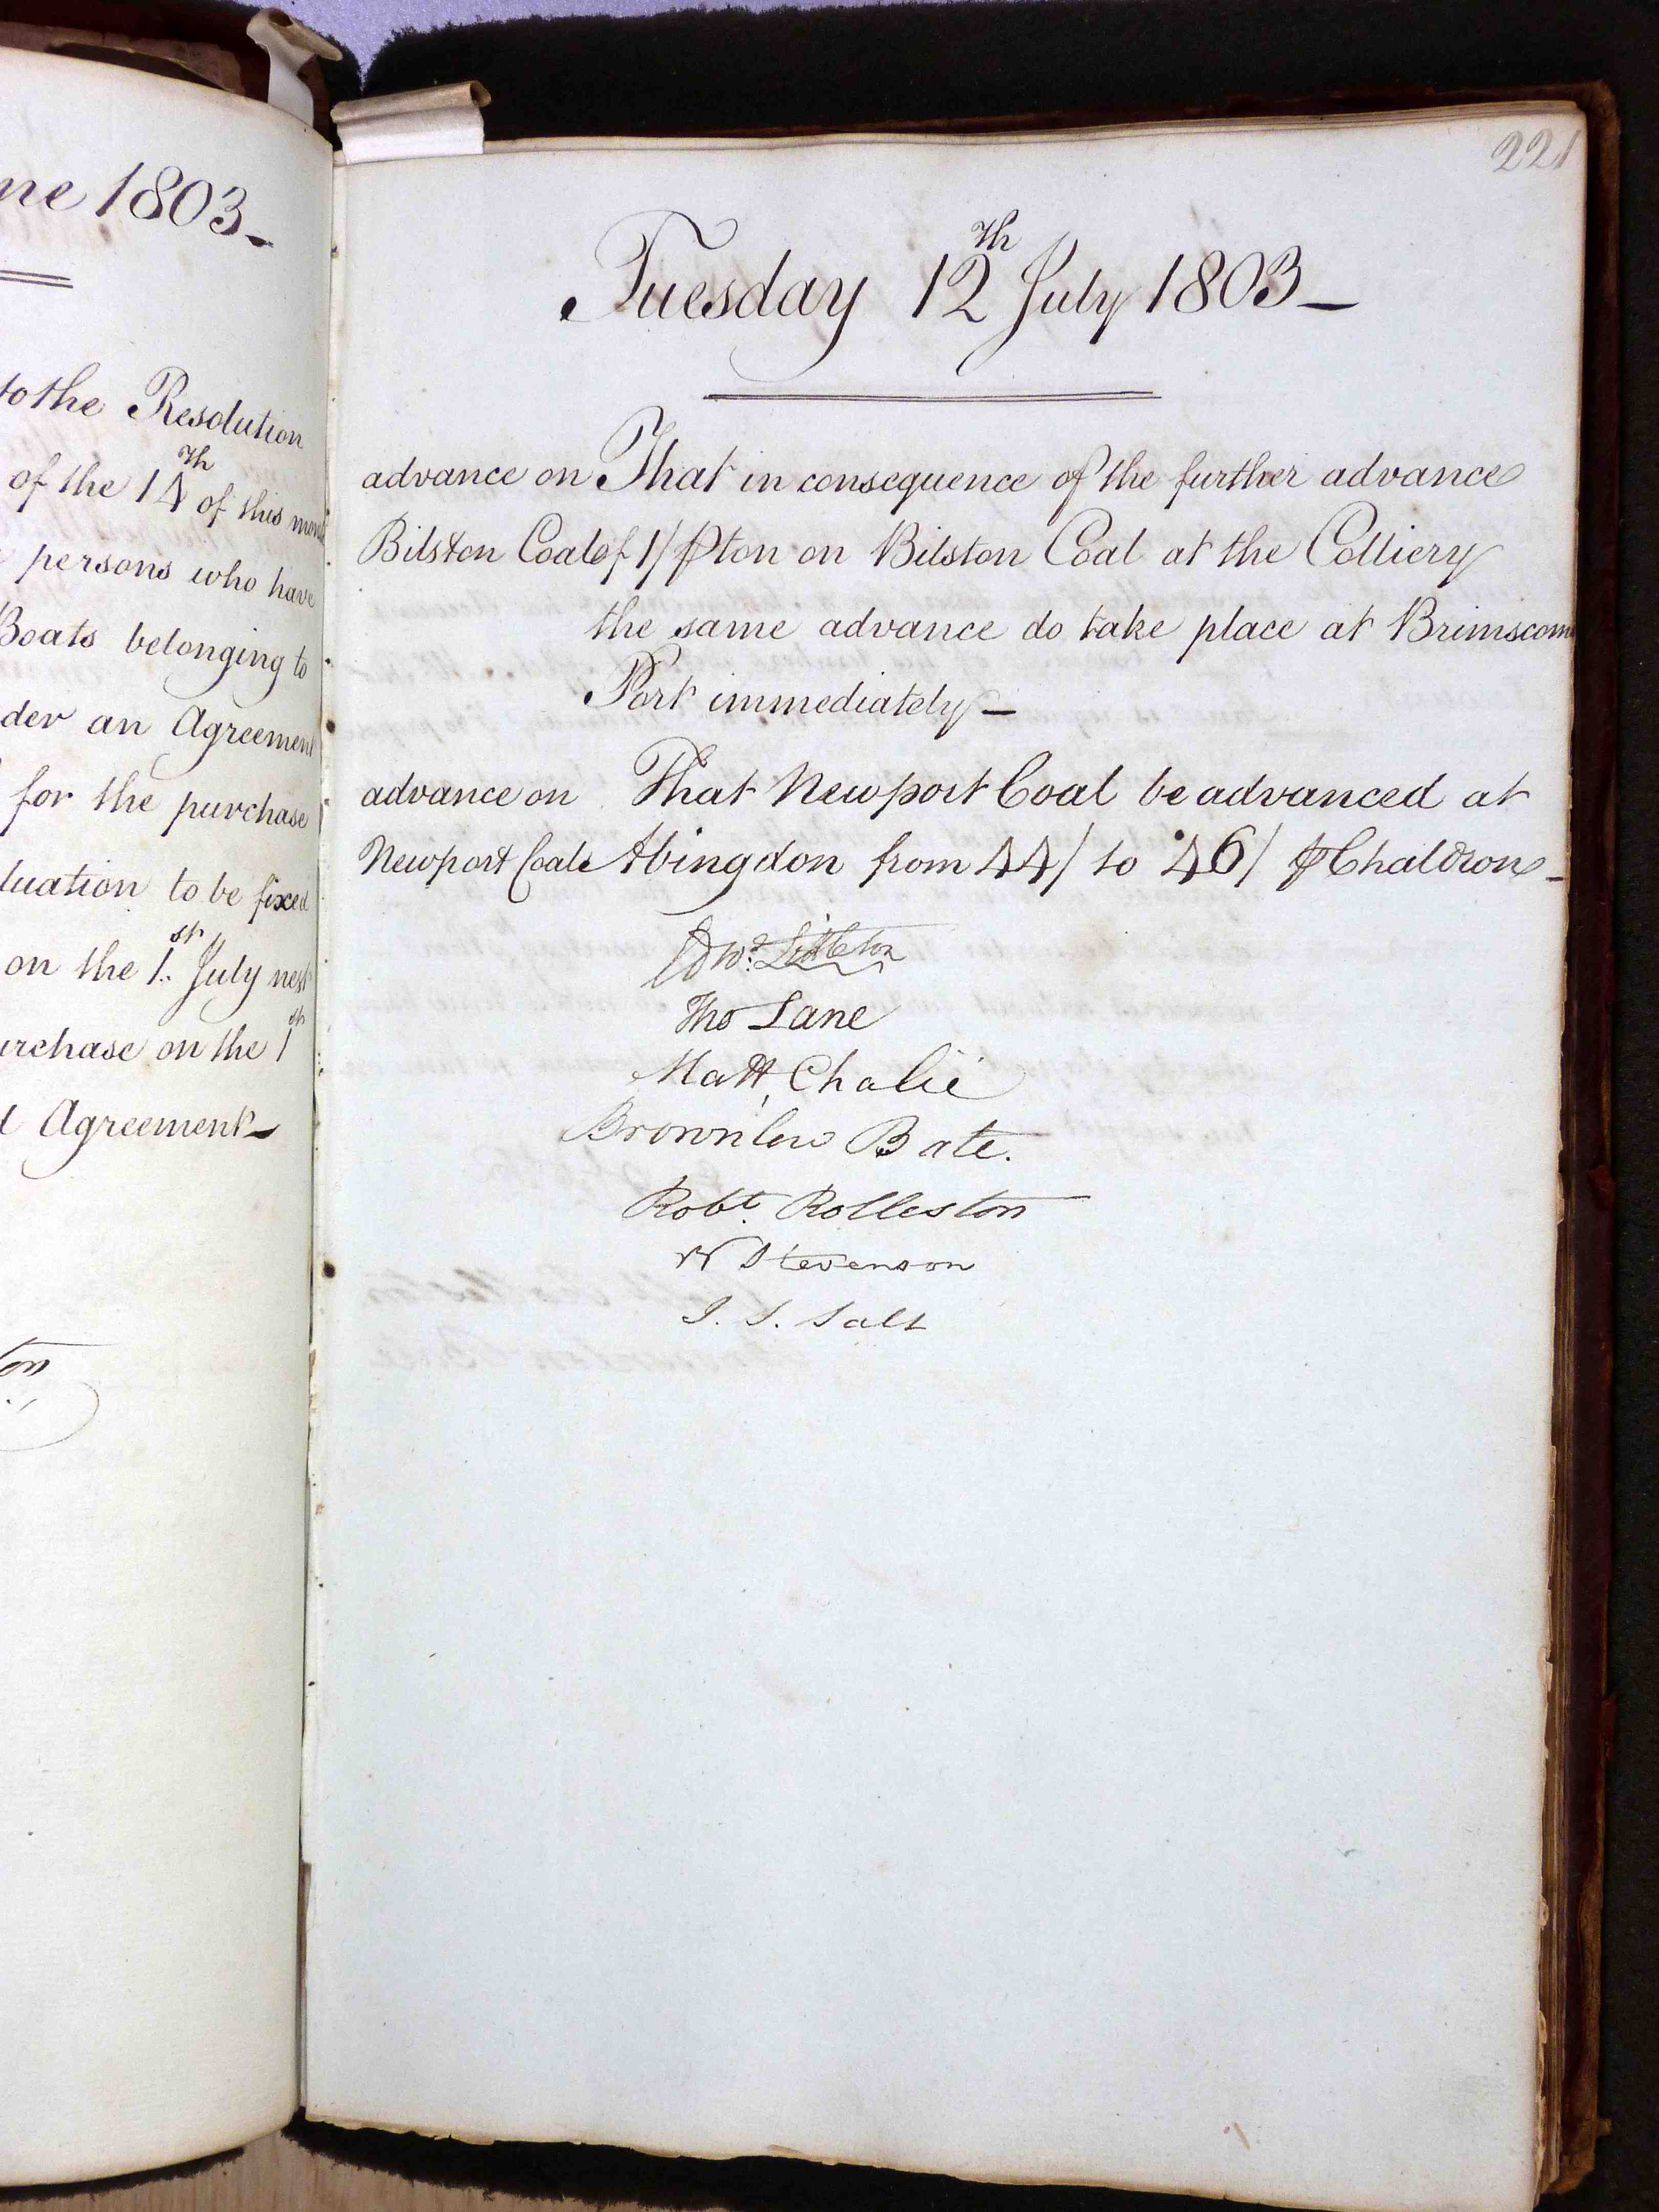 ne 1803-
to the Resolution
of the 14th of this
persons who have
Boats belonging to
der an Agreement
for the purchase
luation to be fixed
on the 1st July next
urchase on the 1st
d Agreement-
ton
221
Tuesday 12th July 1803-
advance on That in consequence of the further advance
Bilston Coal of 1/ ⅌ ton on Bilston Coal at the Colliery
the same advance do take place at Brimscom
Port immediately-
advance on That Newport Coal be advanced at
Newport Coale Abingdon from 44/ to 46/ ⅌ Chaldron-
Edwd: Littleton
Tho Lane
Matt, Chalié
Brownlow Bate.
Robt. Rolleston
W Stevenson
J. S. Salt